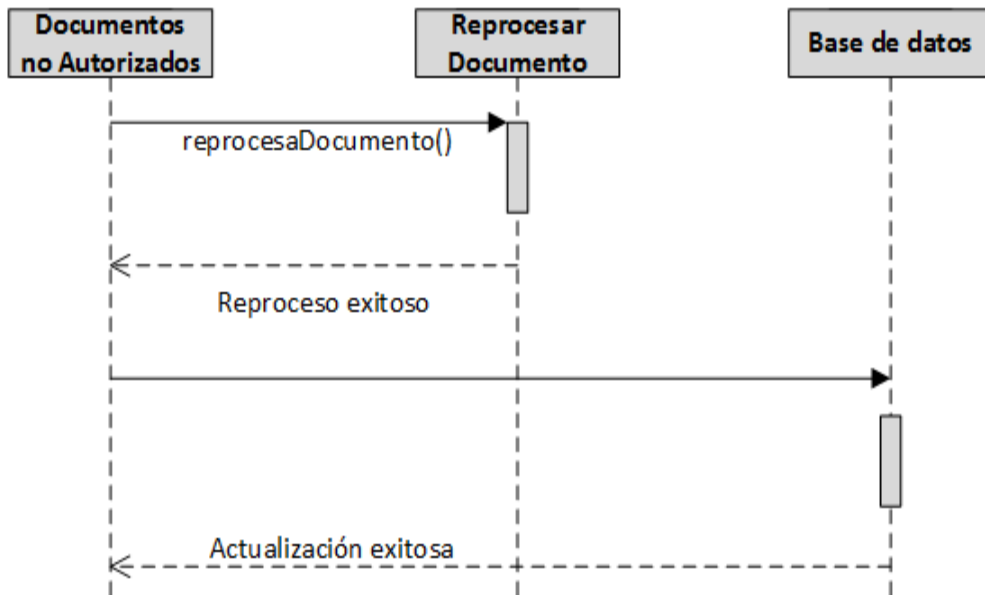 Documentos
no Autorizados
Reprocesar
Documento
Base de datos
reprocesaDocumento()
Reproceso exitoso
Actualización exitosa